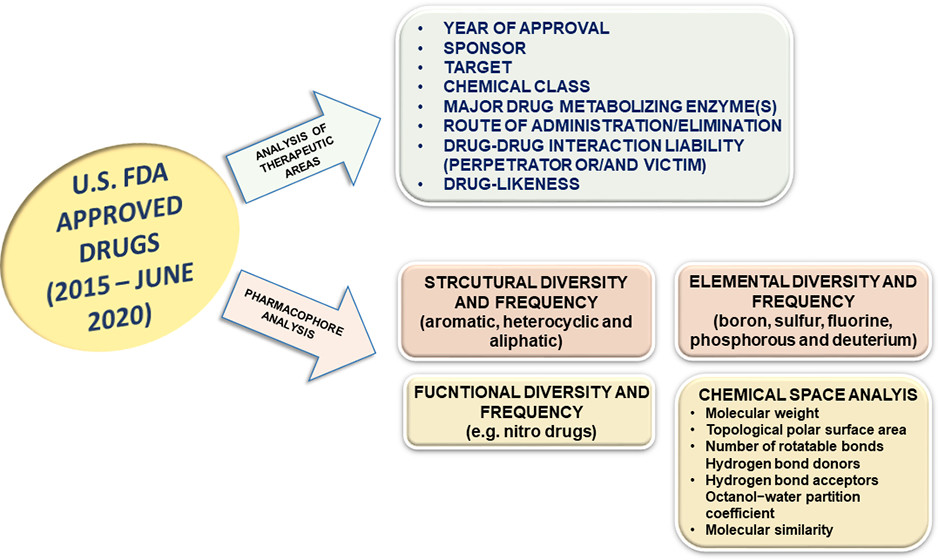 U.S. FDA
APPROVED
DRUGS
(2015 – JUNE
2020)
ANALYSIS OF
THERAPEUTIC
AREAS
• YEAR OF APPROVAL
• SPONSOR
• TARGET
• CHEMICAL CLASS
• MAJOR DRUG METABOLIZING ENZYME(S)
• ROUTE OF ADMINISTRATION/ELIMINATION
• DRUG-DRUG INTERACTION LIABILITY
(PERPETRATOR OR/AND VICTIM)
• DRUG-LIKENESS
PHARMACOPHORE
ANALYSIS
STRCUTURAL DIVERSITY
AND FREQUENCY
(aromatic, heterocyclic and
aliphatic)
ELEMENTAL DIVERSITY AND
FREQUENCY
(boron, sulfur, fluorine,
phosphorous and deuterium)
FUCNTIONAL DIVERSITY AND
FREQUENCY
(e.g. nitro drugs)
CHEMICAL SPACE ANALYIS
• Molecular weight
• Topological polar surface area
• Number of rotatable bonds
Hydrogen bond donors
• Hydrogen bond acceptors
Octanol−water partition
coefficient
• Molecular similarity